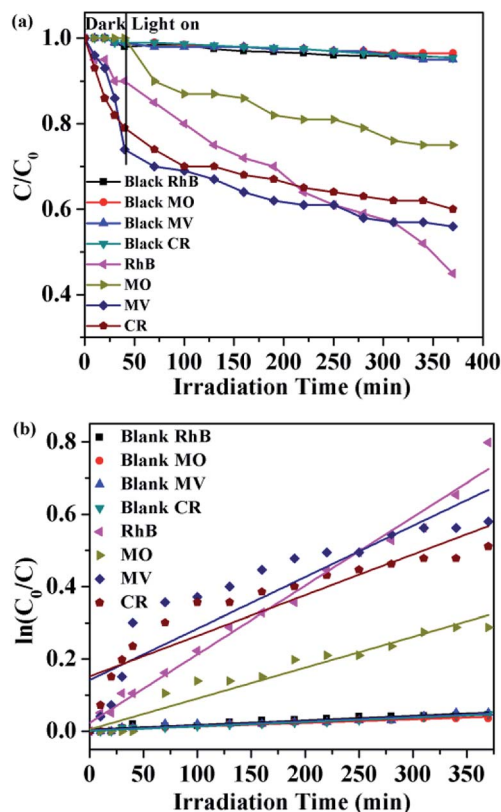 (a)
Dark Light on
1.0
0.8
0.6
0.4
C/C0
Black RhB
Black MO
Black MV
Black CR
RhB
MO
MV
CR
0 50 100 150 200 250 300 350 400
Irradiation Time (min)
(b)
0.8
0.6
0.4
0.2
0.0
ln(C0/C)
Blank RhB
Blank MO
Blank MV
Blank CR
RhB
MO
MV
CR
0 50 100 150 200 250 300 350
Irradiation Time (min)